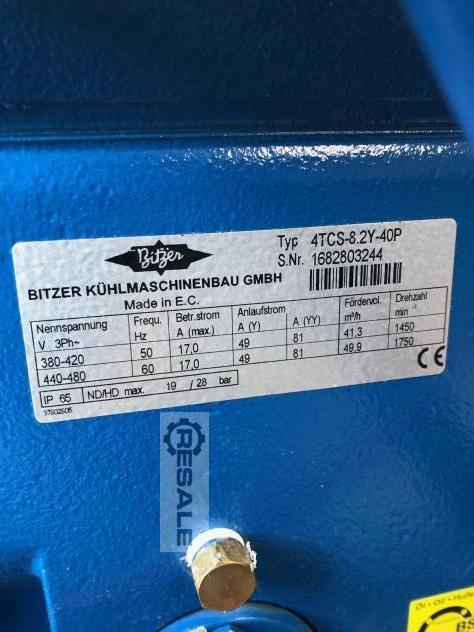 Bitzer
Typ 4TCS-8.2Y-40P
S.Nr. 1682803244
BITZER KÜHLMASCHINENBAU GMBH
Made in E.C.
Nennspannung Frequ. Betr.strom Anlaufstrom Fördervol. Drehzahl
V 3Ph~ Hz A (max.) A (Y) A (YY) m³/h min⁻¹
380-420 50 17,0 49 81 41,3 1450
440-480 60 17,0 49 81 49,9 1750
IP 65 ND/HD max. 19 / 28 bar
CE
RESALE
Öl - Oil -